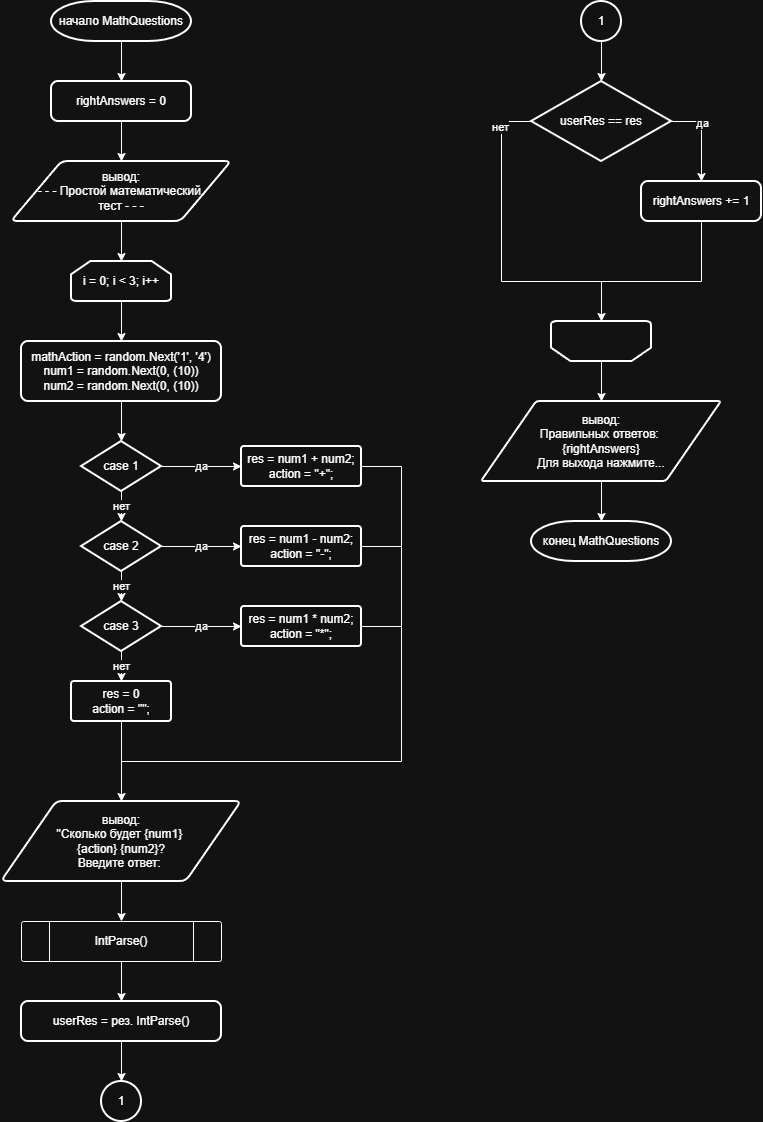 начало MathQuestions
rightAnswers = 0
вывод:
- - - Простой математический
тест - - -
i = 0; i < 3; i++
mathAction = random.Next('1', '4')
num1 = random.Next(0, (10))
num2 = random.Next(0, (10))
case 1
да
res = num1 + num2;
action = "+";
нет
case 2
да
res = num1 - num2;
action = "-";
нет
case 3
да
res = num1 * num2;
action = "*";
нет
res = 0
action = "";
вывод:
"Сколько будет {num1}
{action} {num2}?
Введите ответ:
IntParse()
userRes = рез. IntParse()
1
1
userRes == res
нет
да
rightAnswers += 1
вывод:
Правильных ответов:
{rightAnswers}
Для выхода нажмите...
конец MathQuestions